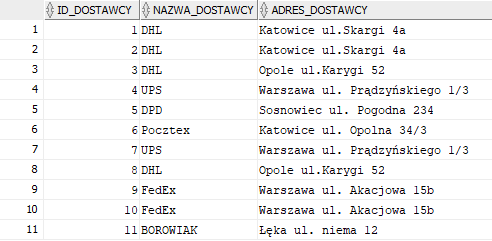 ID_DOSTAWCY NAZWA_DOSTAWCY ADRES_DOSTAWCY
1 1 DHL Katowice ul.Skargi 4a
2 2 DHL Katowice ul.Skargi 4a
3 3 DHL Opole ul.Karygi 52
4 4 UPS Warszawa ul. Prądzyńskiego 1/3
5 5 DPD Sosnowiec ul. Pogodna 234
6 6 Pocztex Katowice ul. Opolna 34/3
7 7 UPS Warszawa ul. Prądzyńskiego 1/3
8 8 DHL Opole ul.Karygi 52
9 9 FedEx Warszawa ul. Akacjowa 15b
10 10 FedEx Warszawa ul. Akacjowa 15b
11 11 BOROWIAK Łęka ul. niema 12